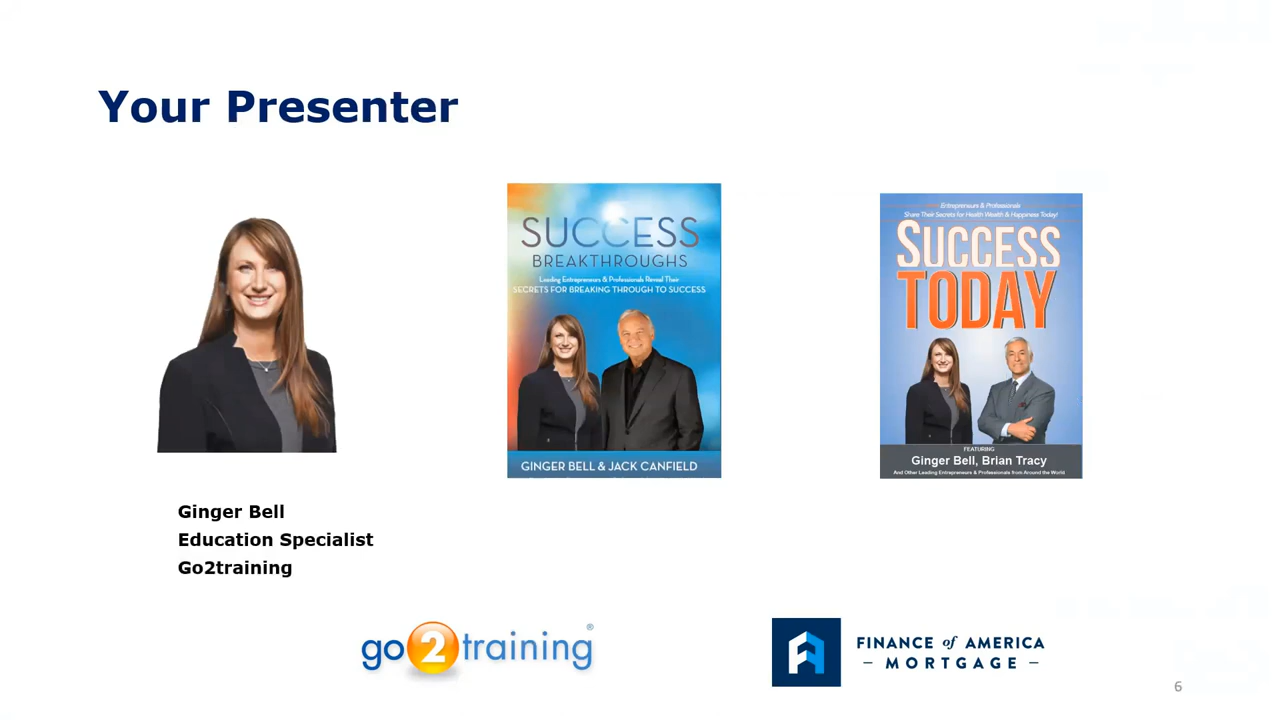 Your Presenter
SUCCESS
BREAKTHROUGHS
Leading Entrepreneurs & Professionals Reveal Their
SECRETS FOR BREAKING THROUGH TO SUCCESS
GINGER BELL & JACK CANFIELD
Entrepreneurs & Professionals
Share Their Secrets for Health Wealth & Happiness Today!
SUCCESS
TODAY
FEATURING
Ginger Bell, Brian Tracy
And Other Leading Entrepreneurs & Professionals from Around the World
Ginger Bell
Education Specialist
Go2training
go2training®
FINANCE of AMERICA
– MORTGAGE –
6